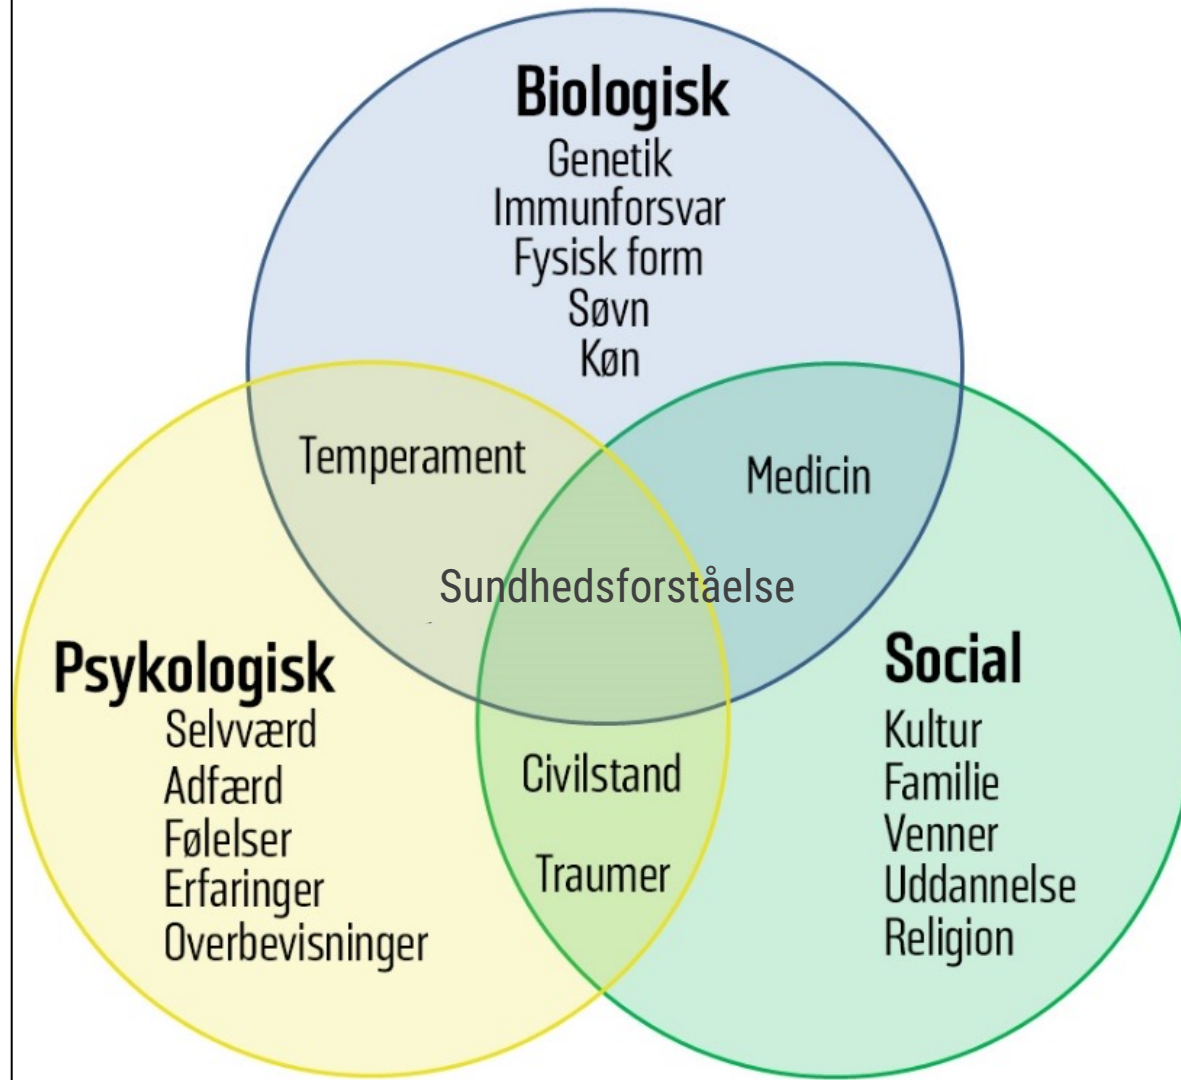 Biologisk
Genetik
Immunforsvar
Fysisk form
Søvn
Køn
Temperament
Medicin
Sundhedsforståelse
Psykologisk
Selvværd
Adfærd
Følelser
Erfaringer
Overbevisninger
Civilstand
Traumer
Social
Kultur
Familie
Venner
Uddannelse
Religion